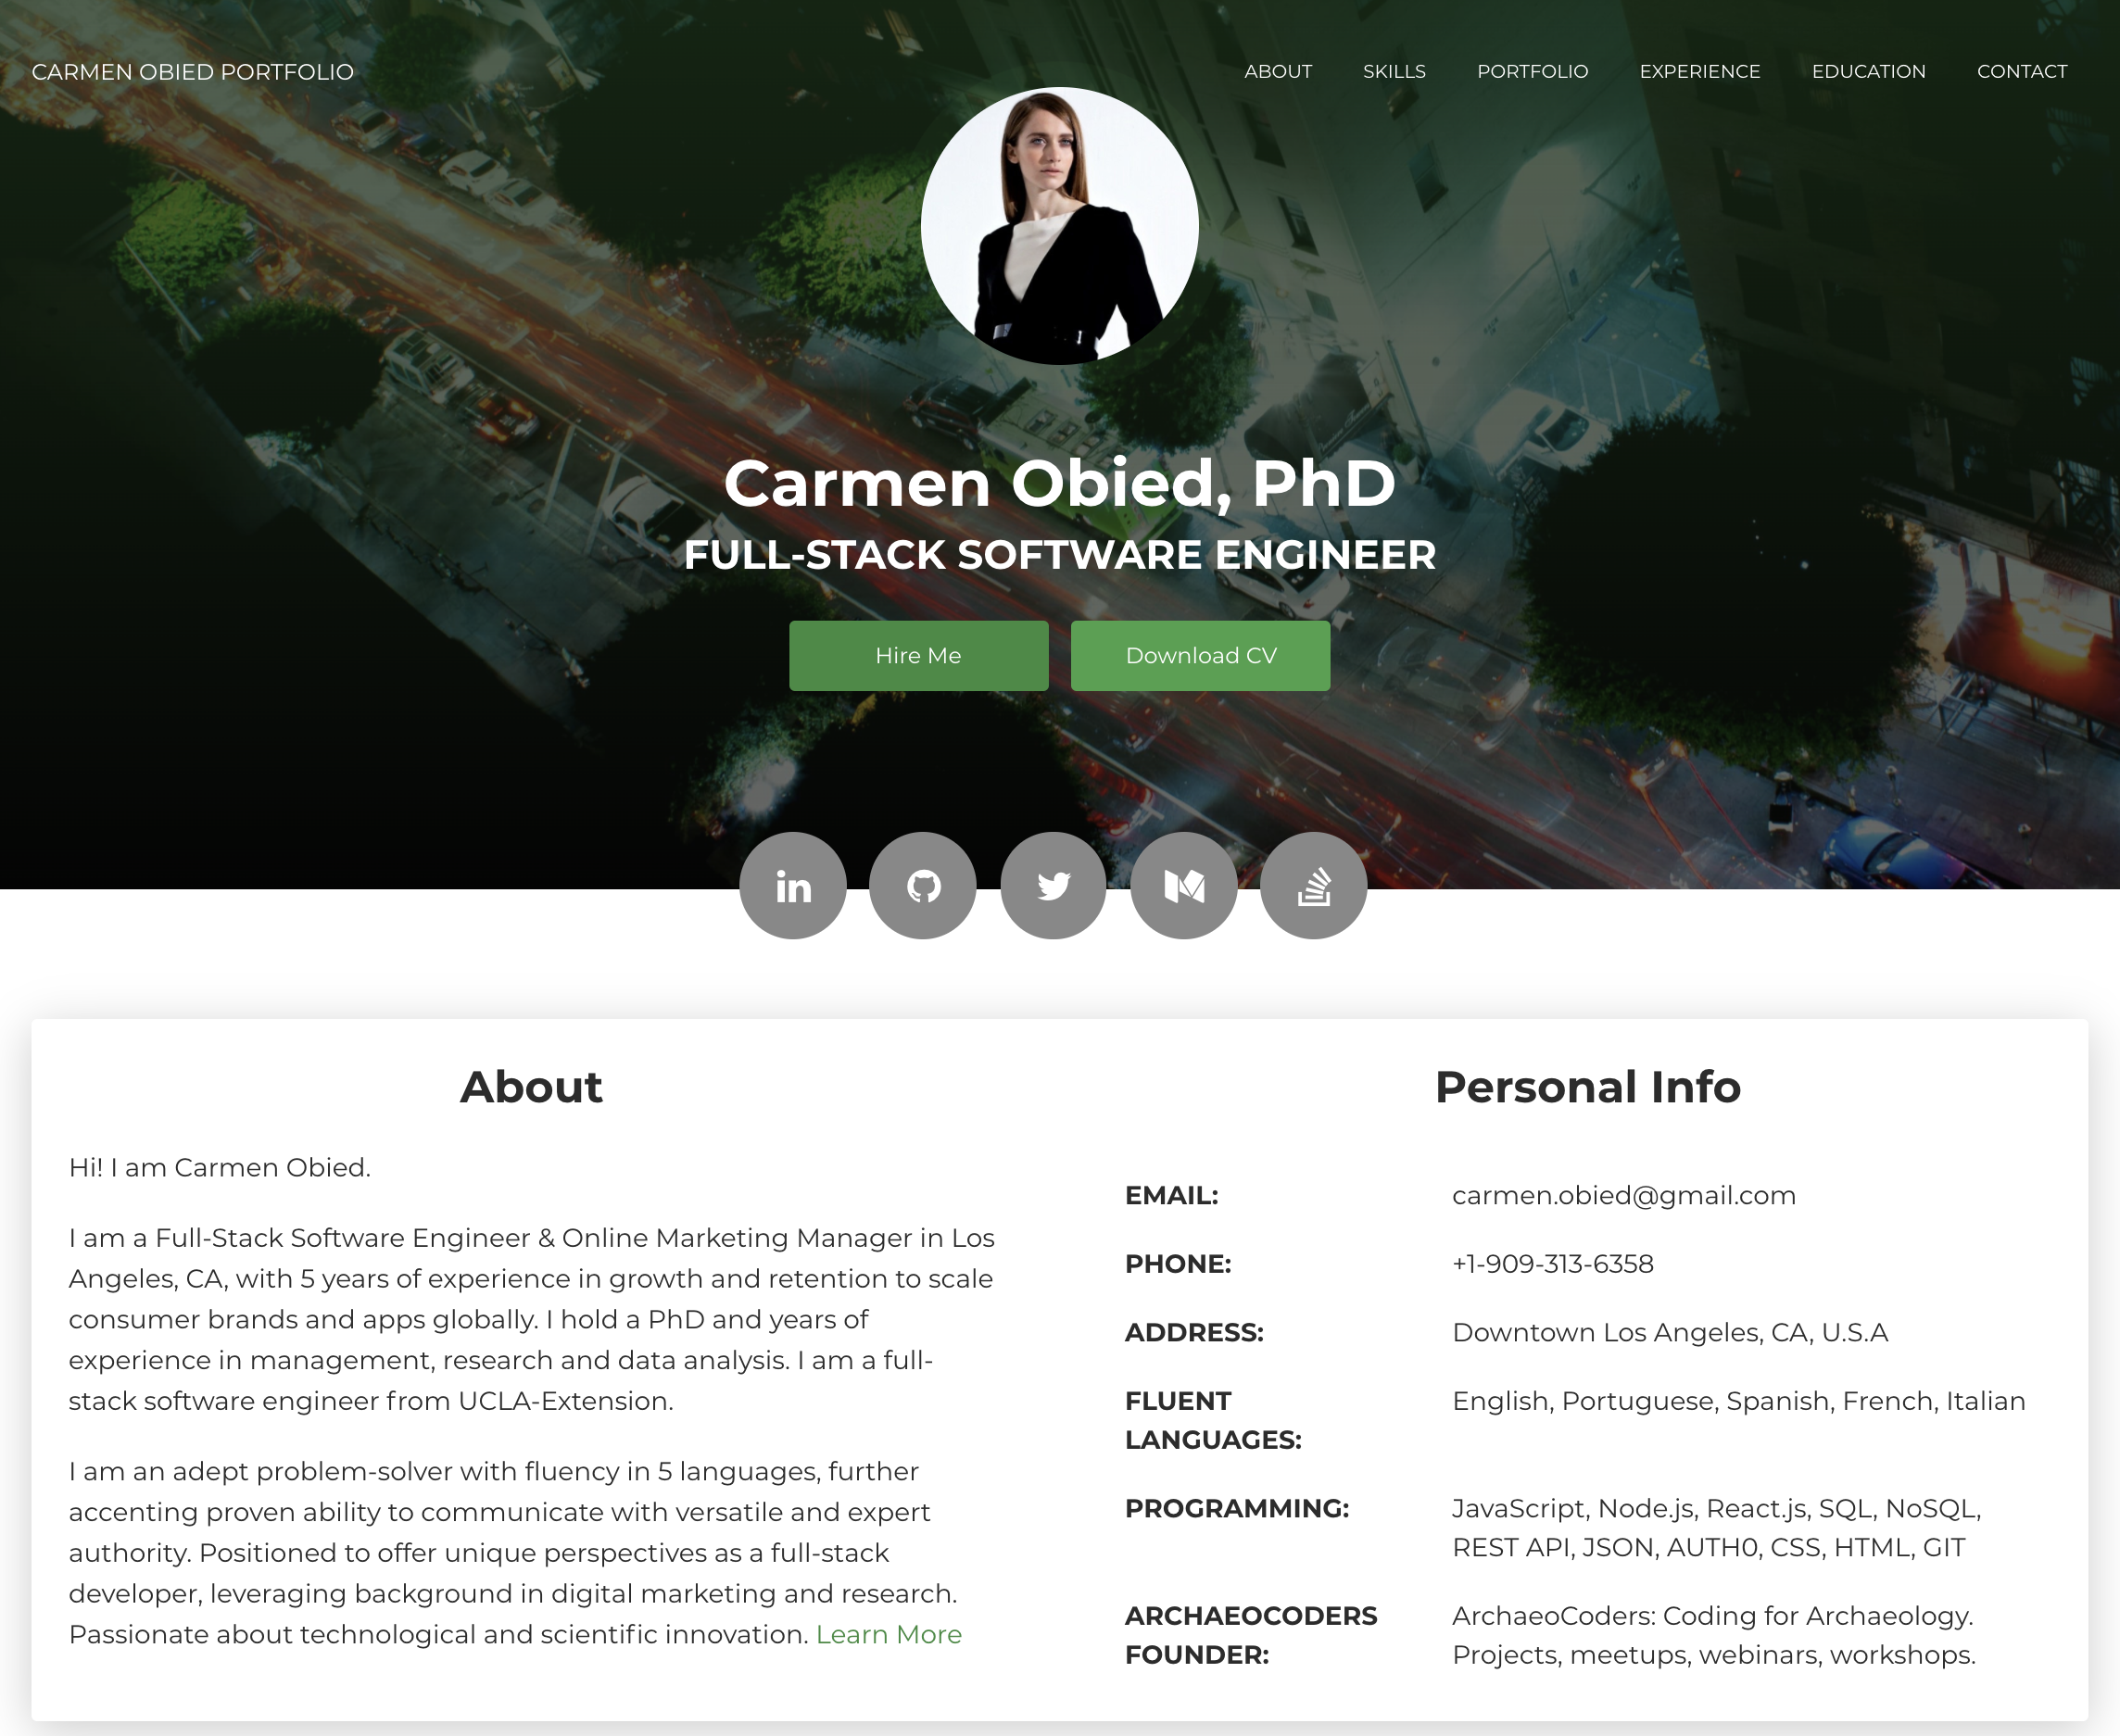 CARMEN OBIED PORTFOLIO
ABOUT
SKILLS
PORTFOLIO
EXPERIENCE
EDUCATION
CONTACT
Carmen Obied, PhD
FULL-STACK SOFTWARE ENGINEER
Hire Me
Download CV
in
About
Hi! I am Carmen Obied.
I am a Full-Stack Software Engineer & Online Marketing Manager in Los
Angeles, CA, with 5 years of experience in growth and retention to scale
consumer brands and apps globally. I hold a PhD and years of
experience in management, research and data analysis. I am a full-
stack software engineer from UCLA-Extension.
I am an adept problem-solver with fluency in 5 languages, further
accenting proven ability to communicate with versatile and expert
authority. Positioned to offer unique perspectives as a full-stack
developer, leveraging background in digital marketing and research.
Passionate about technological and scientific innovation. Learn More
Personal Info
EMAIL: carmen.obied@gmail.com
PHONE: +1-909-313-6358
ADDRESS: Downtown Los Angeles, CA, U.S.A
FLUENT English, Portuguese, Spanish, French, Italian
LANGUAGES:
PROGRAMMING: JavaScript, Node.js, React.js, SQL, NoSQL,
REST API, JSON, AUTH0, CSS, HTML, GIT
ARCHAEOCODERS ArchaeoCoders: Coding for Archaeology.
FOUNDER: Projects, meetups, webinars, workshops.